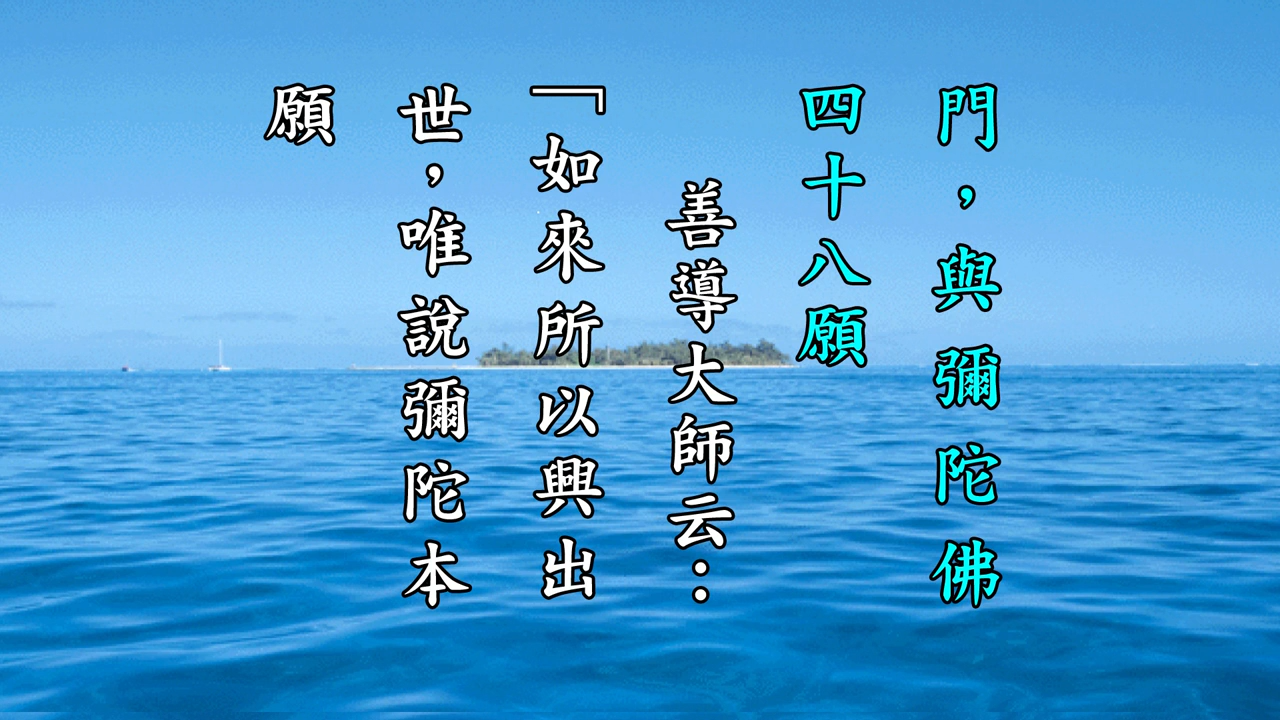 門，與彌陀佛
四十八願
善導大師云：
「如來所以興出
世，唯說彌陀本
願